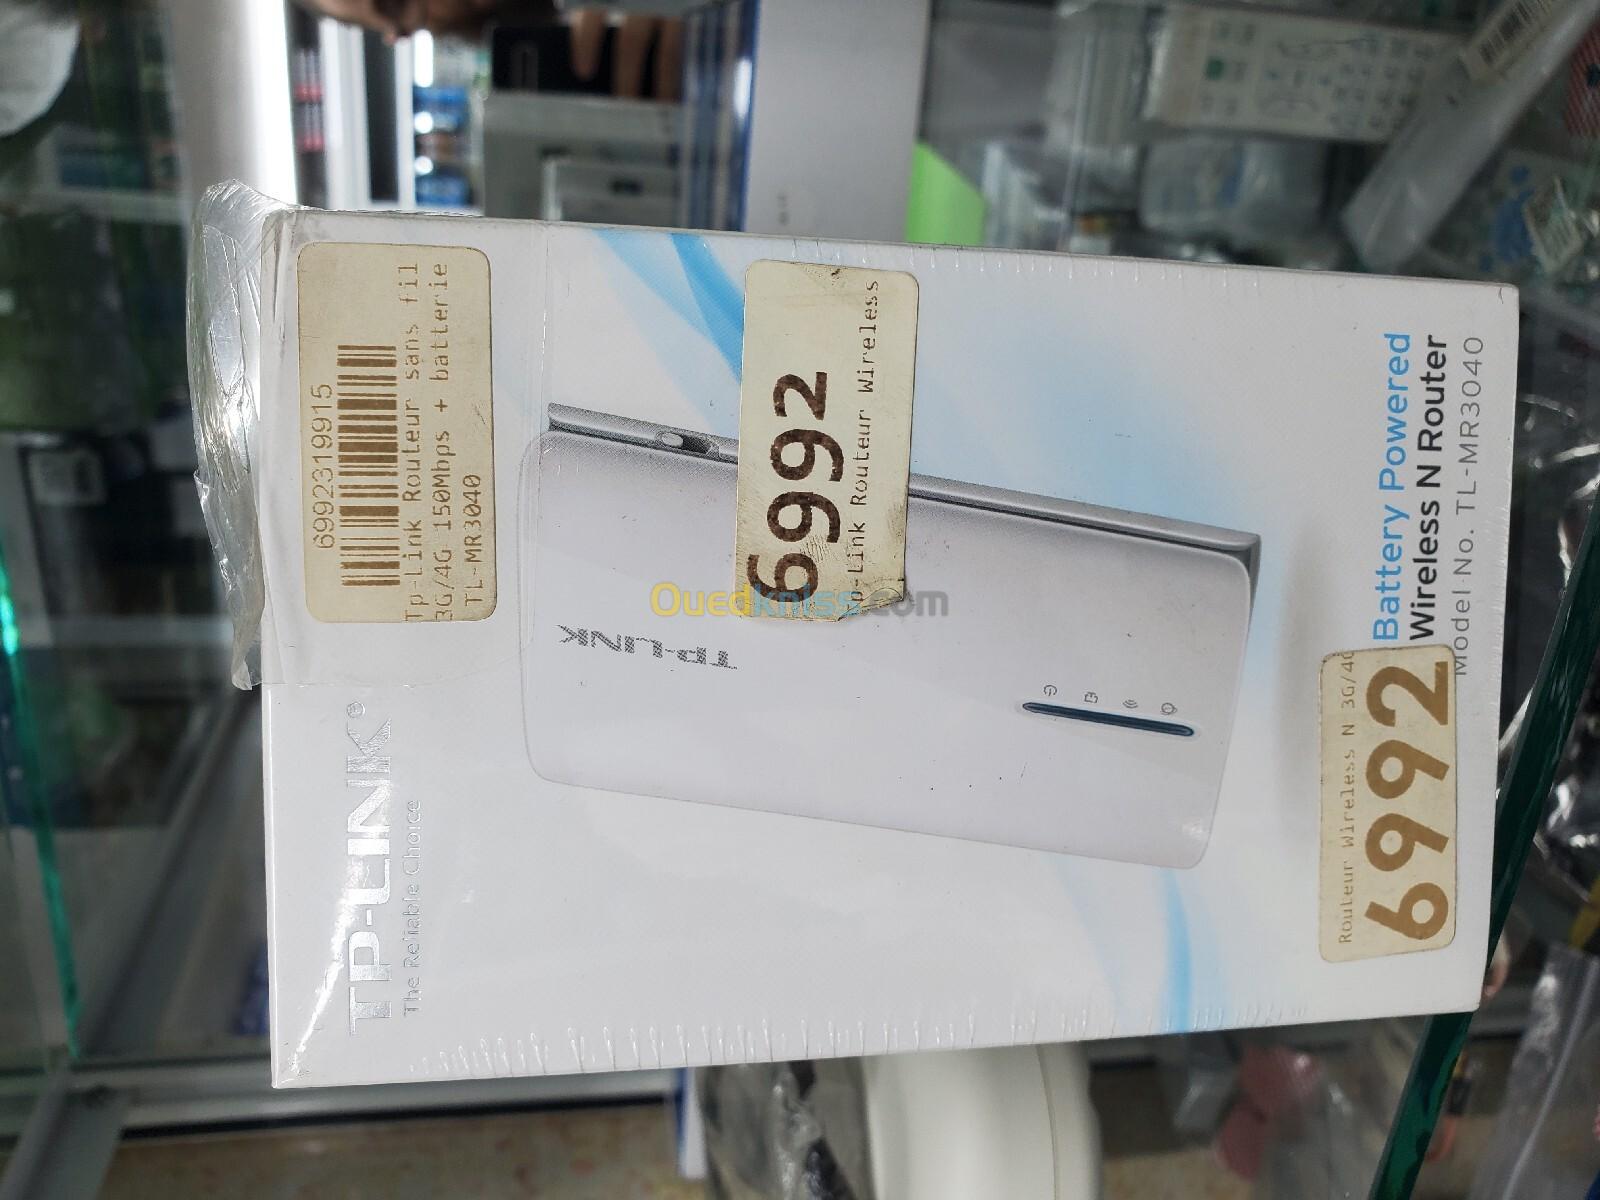 TP-LINK®
The Reliable Choice
6992319915
Tp-Link Routeur sans fil
3G/4G 150Mbps + batterie
TL-MR3040
6992
Routeur Wireless
TP-LINK
Ouedkniss.com
Battery Powered
Wireless N Router
Model No. TL-MR3040
Routeur Wireless N 3G/4G
6992